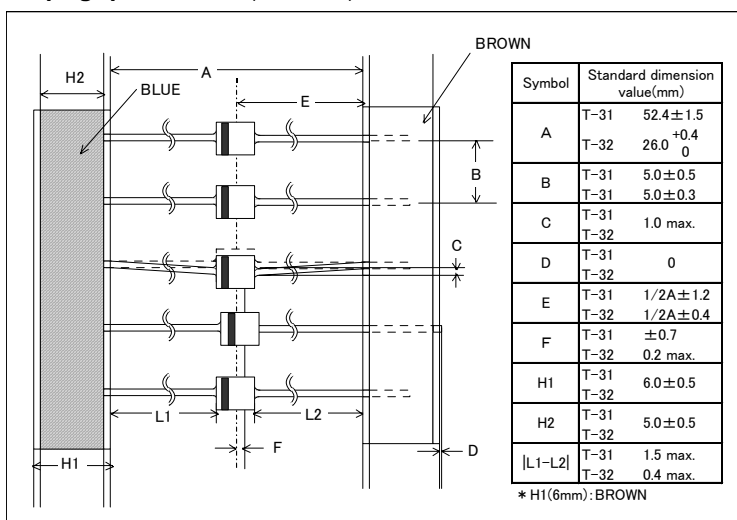 BROWN
H2
A
BLUE
E
B
C
L1
L2
F
D
H1
Symbol Standard dimension value(mm)
A T-31 52.4±1.5
T-32 26.0 +0.4 0
B T-31 5.0±0.5
T-31 5.0±0.3
C T-31 1.0 max.
T-32
D T-31 0
T-32
E T-31 1/2A±1.2
T-32 1/2A±0.4
F T-31 ±0.7
T-32 0.2 max.
H1 T-31 6.0±0.5
T-32
H2 T-31 5.0±0.5
T-32
|L1-L2| T-31 1.5 max.
T-32 0.4 max.
*H1(6mm):BROWN